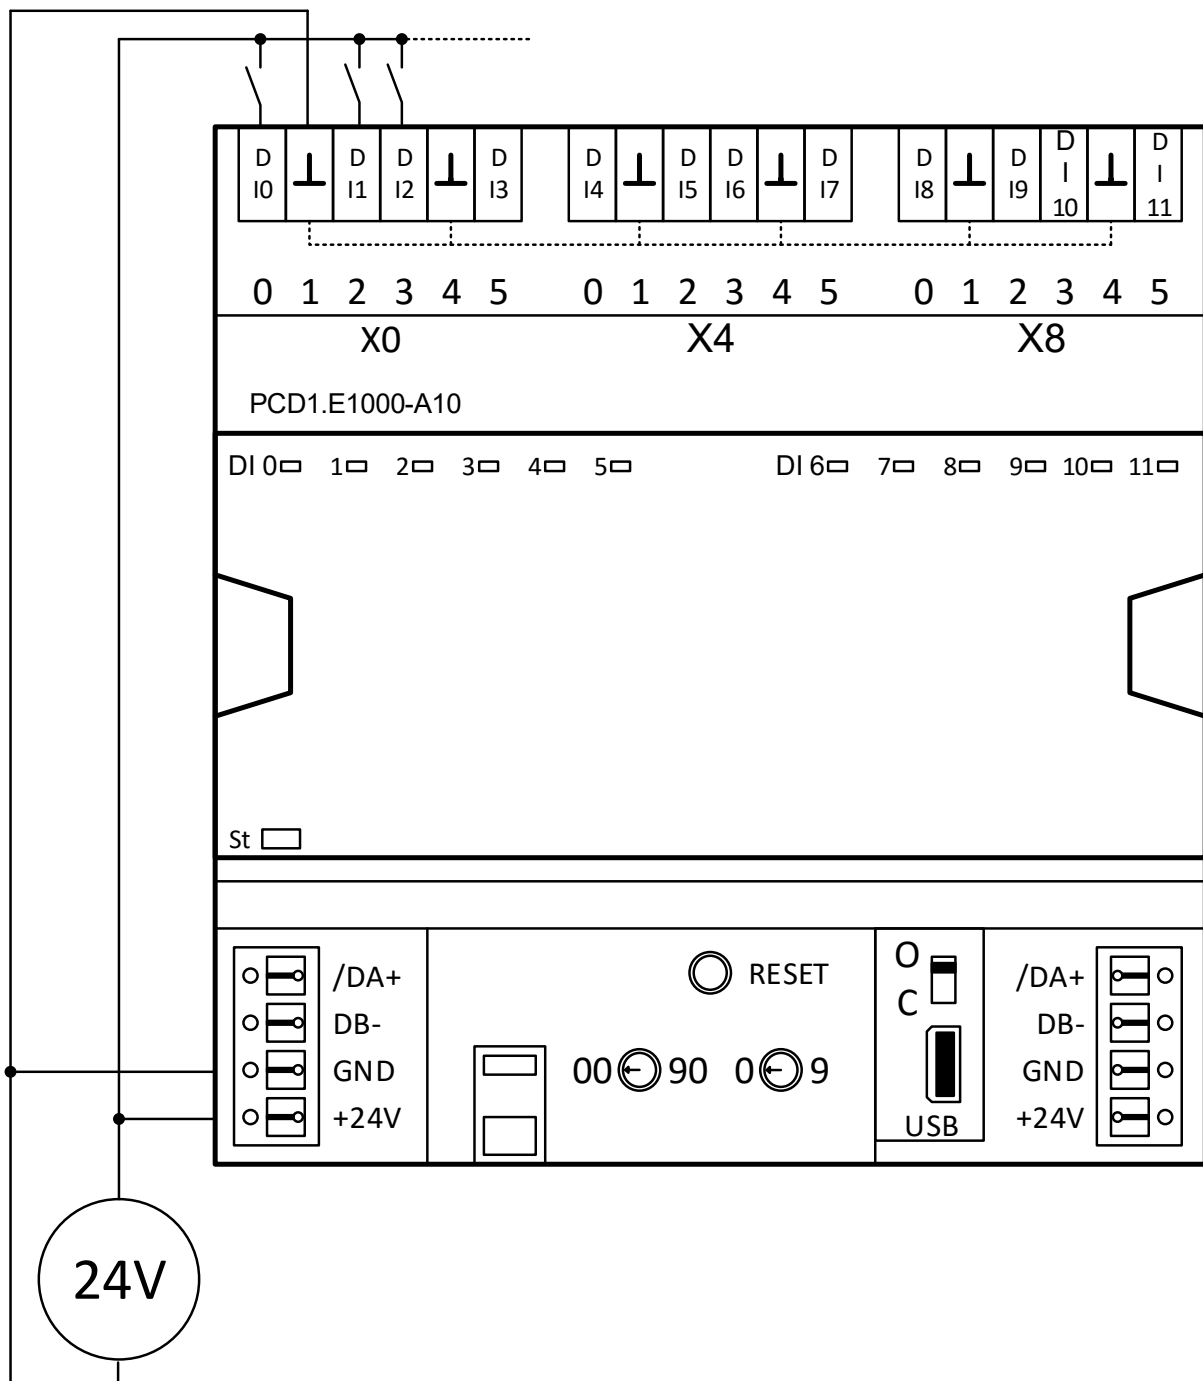 D I0 D I1 D I2 D I3 D I4 D I5 D I6 D I7 D I8 D I9 D I 10 D I 11
0 1 2 3 4 5 0 1 2 3 4 5 0 1 2 3 4 5
X0 X4 X8
PCD1.E1000-A10
DI 0 1 2 3 4 5 DI 6 7 8 9 10 11
St
/DA+ RESET O /DA+
DB- C DB-
GND 00 90 0 9 GND
+24V USB +24V
24V